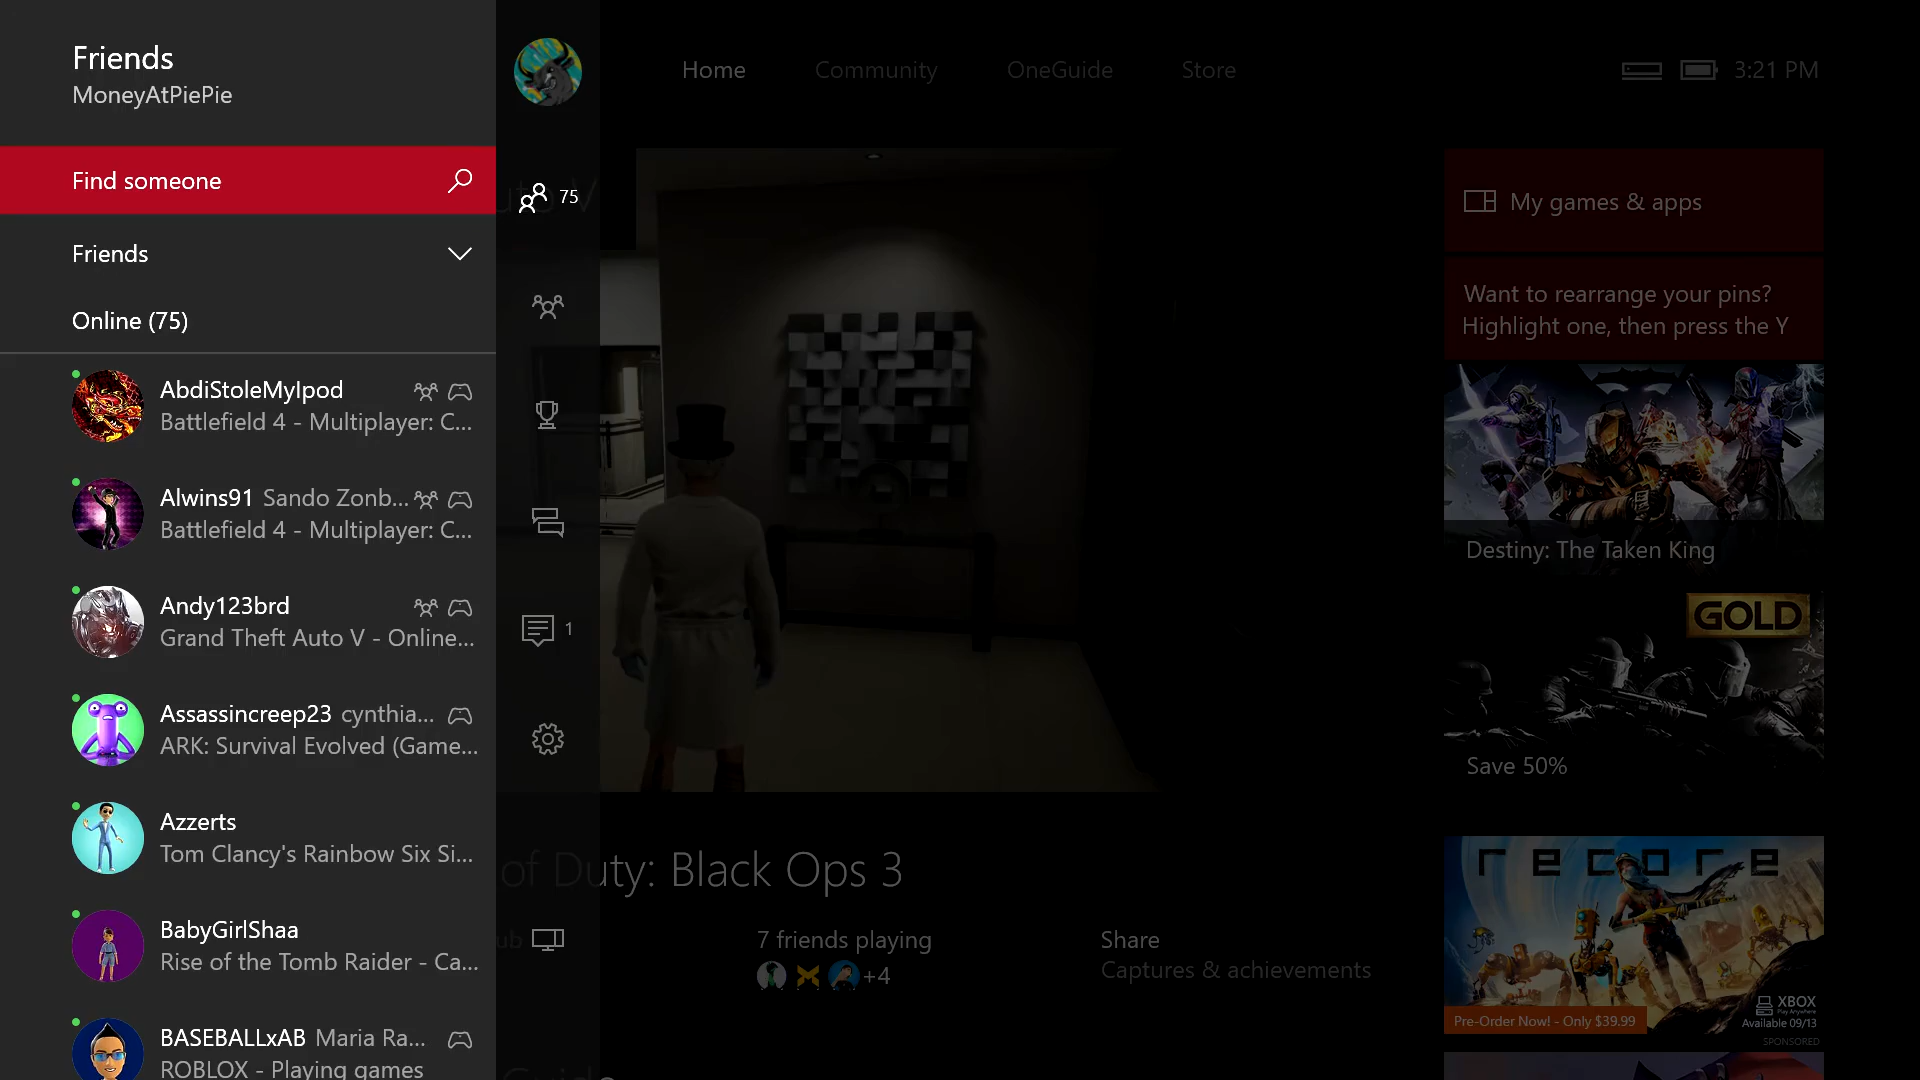 Friends
MoneyAtPiePie
Find someone
Friends
Online (75)
AbdiStoleMyIpod
Battlefield 4 - Multiplayer: C...
Alwins91 Sando Zonb...
Battlefield 4 - Multiplayer: C...
Andy123brd
Grand Theft Auto V - Online...
Assassincreep23 cynthia...
ARK: Survival Evolved (Game...
Azzerts
Tom Clancy's Rainbow Six Si...
BabyGirlShaa
Rise of the Tomb Raider - Ca...
BASEBALLxAB Maria Ra...
ROBLOX - Playing games
75
1
Home Community OneGuide Store
3:21 PM
of Duty: Black Ops 3
7 friends playing
+4
Share
Captures & achievements
My games & apps
Want to rearrange your pins?
Highlight one, then press the Y
Destiny: The Taken King
GOLD
Save 50%
recore
Pre-Order Now! - Only $39.99
XBOX
Play Anywhere
Available 09/13
SPONSORED